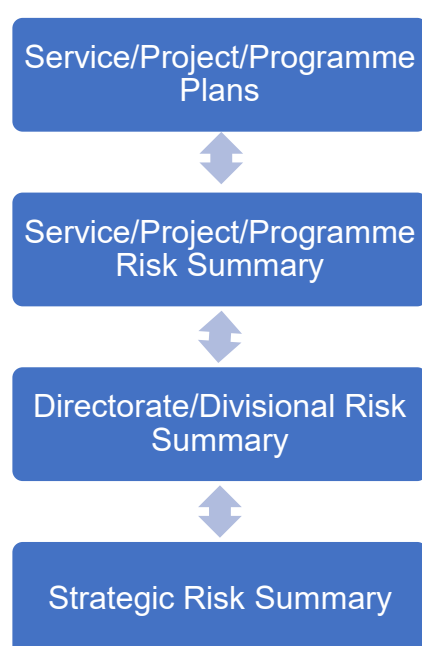 Service/Project/Programme
Plans
Service/Project/Programme
Risk Summary
Directorate/Divisional Risk
Summary
Strategic Risk Summary